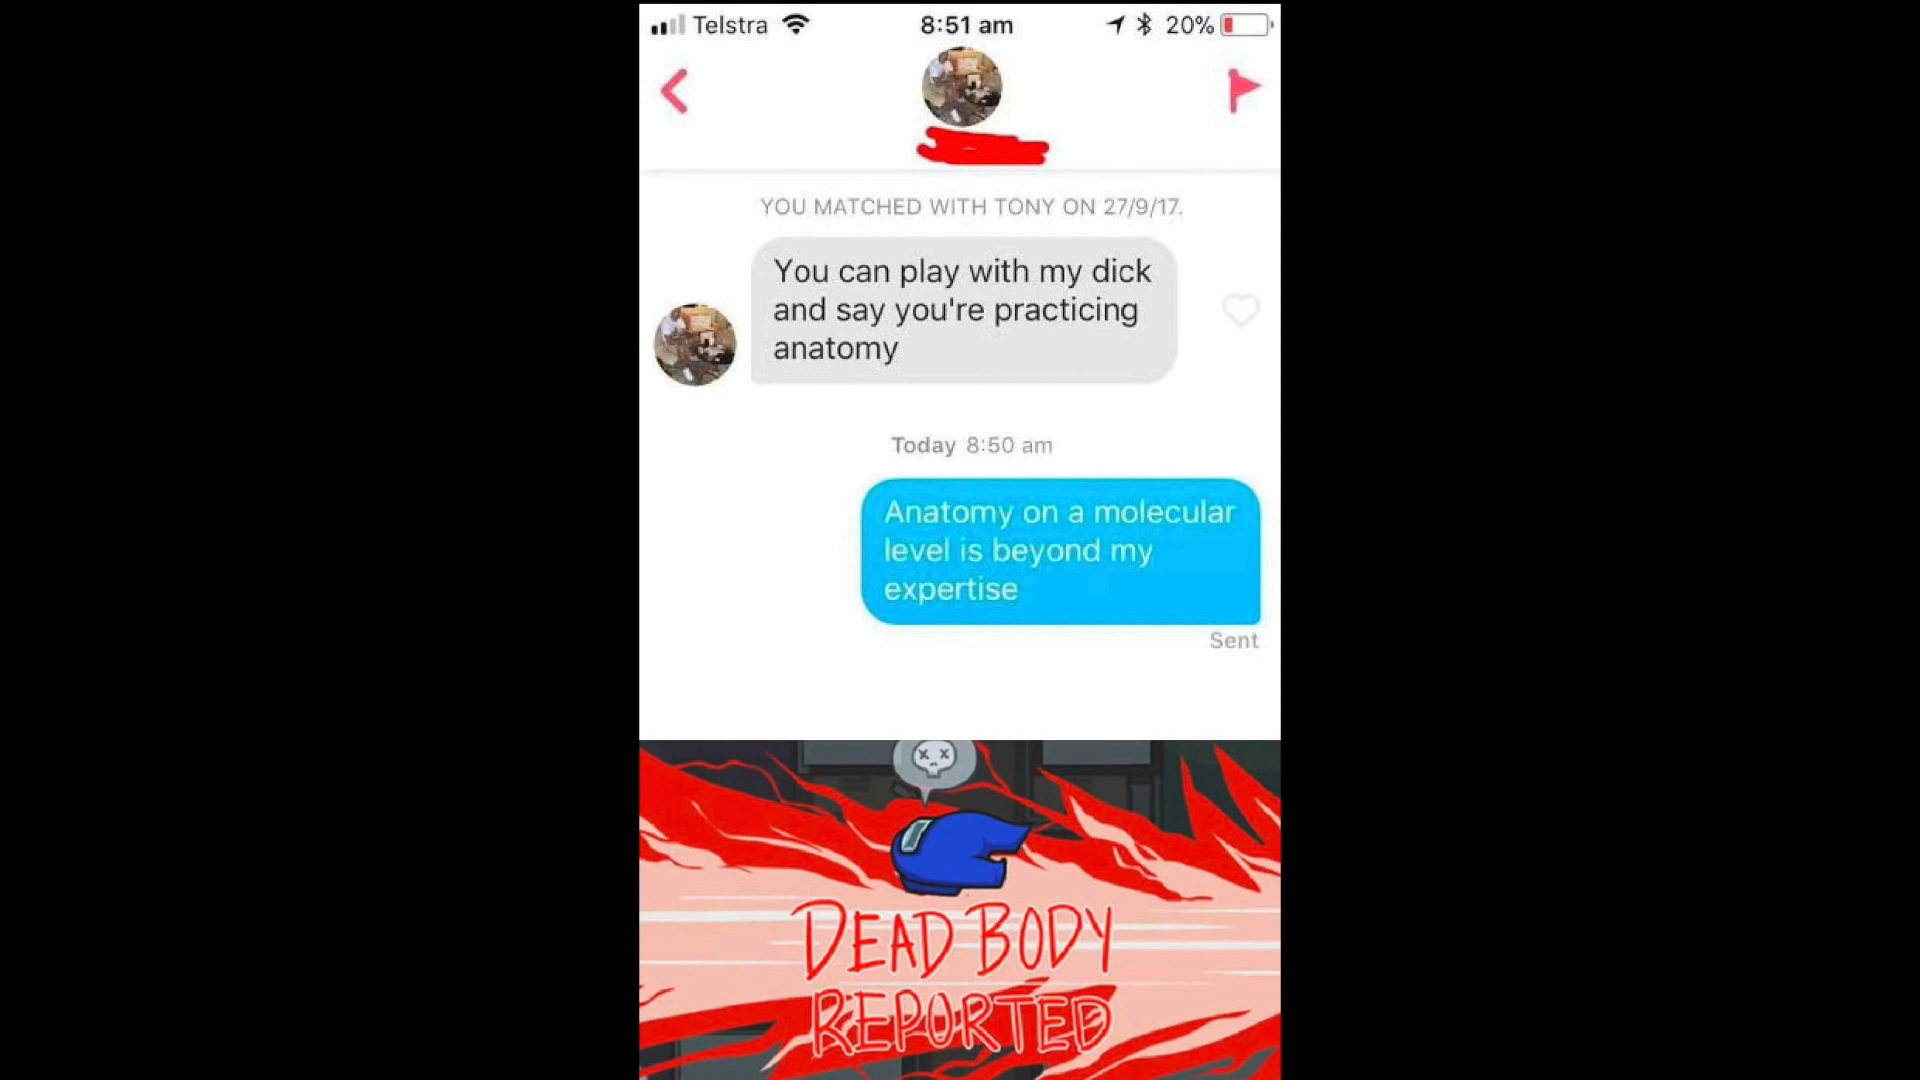 Telstra 8:51 am 20%
YOU MATCHED WITH TONY ON 27/9/17.
You can play with my dick
and say you're practicing
anatomy
Today 8:50 am
Anatomy on a molecular
level is beyond my
expertise
Sent
DEAD BODY
REPORTED